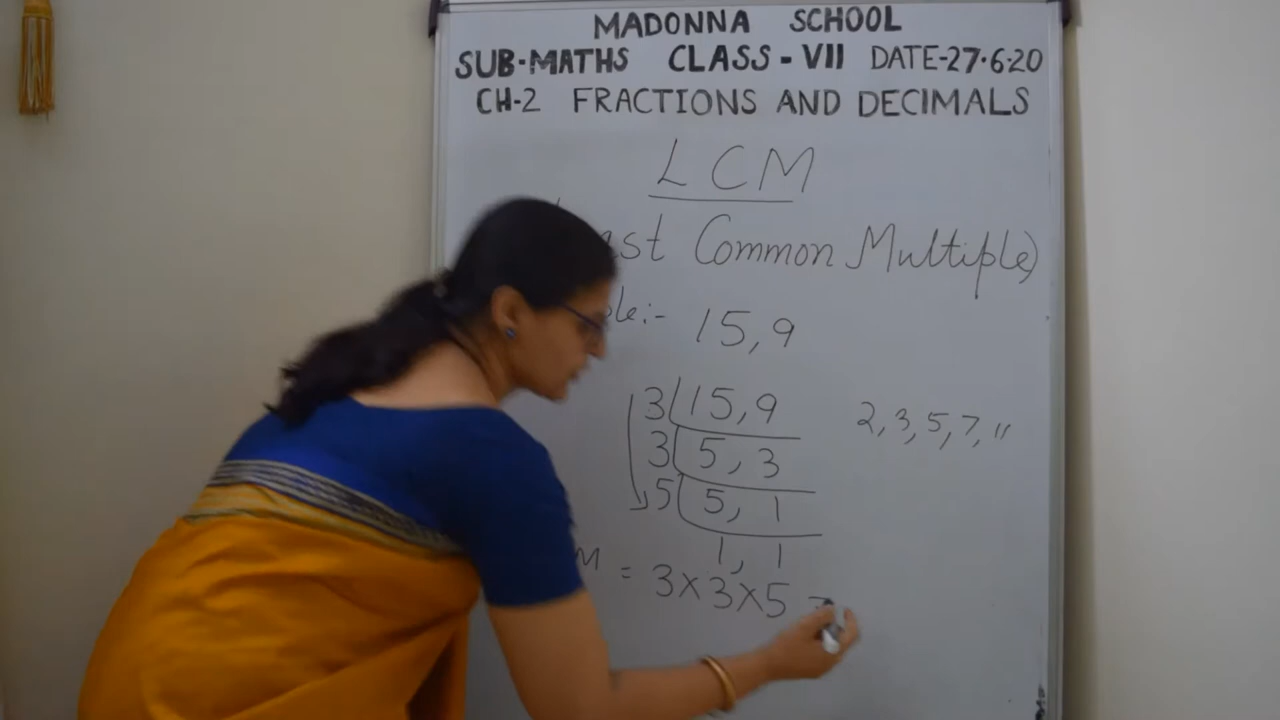 MADONNA SCHOOL
SUB-MATHS CLASS-VII DATE-27.6.20
CH-2 FRACTIONS AND DECIMALS
LCM
Common Multiple)
:- 15,9
3 15,9
2,3,5,7,11
3 5,3
5 5,1
1,1
= 3×3×5 =